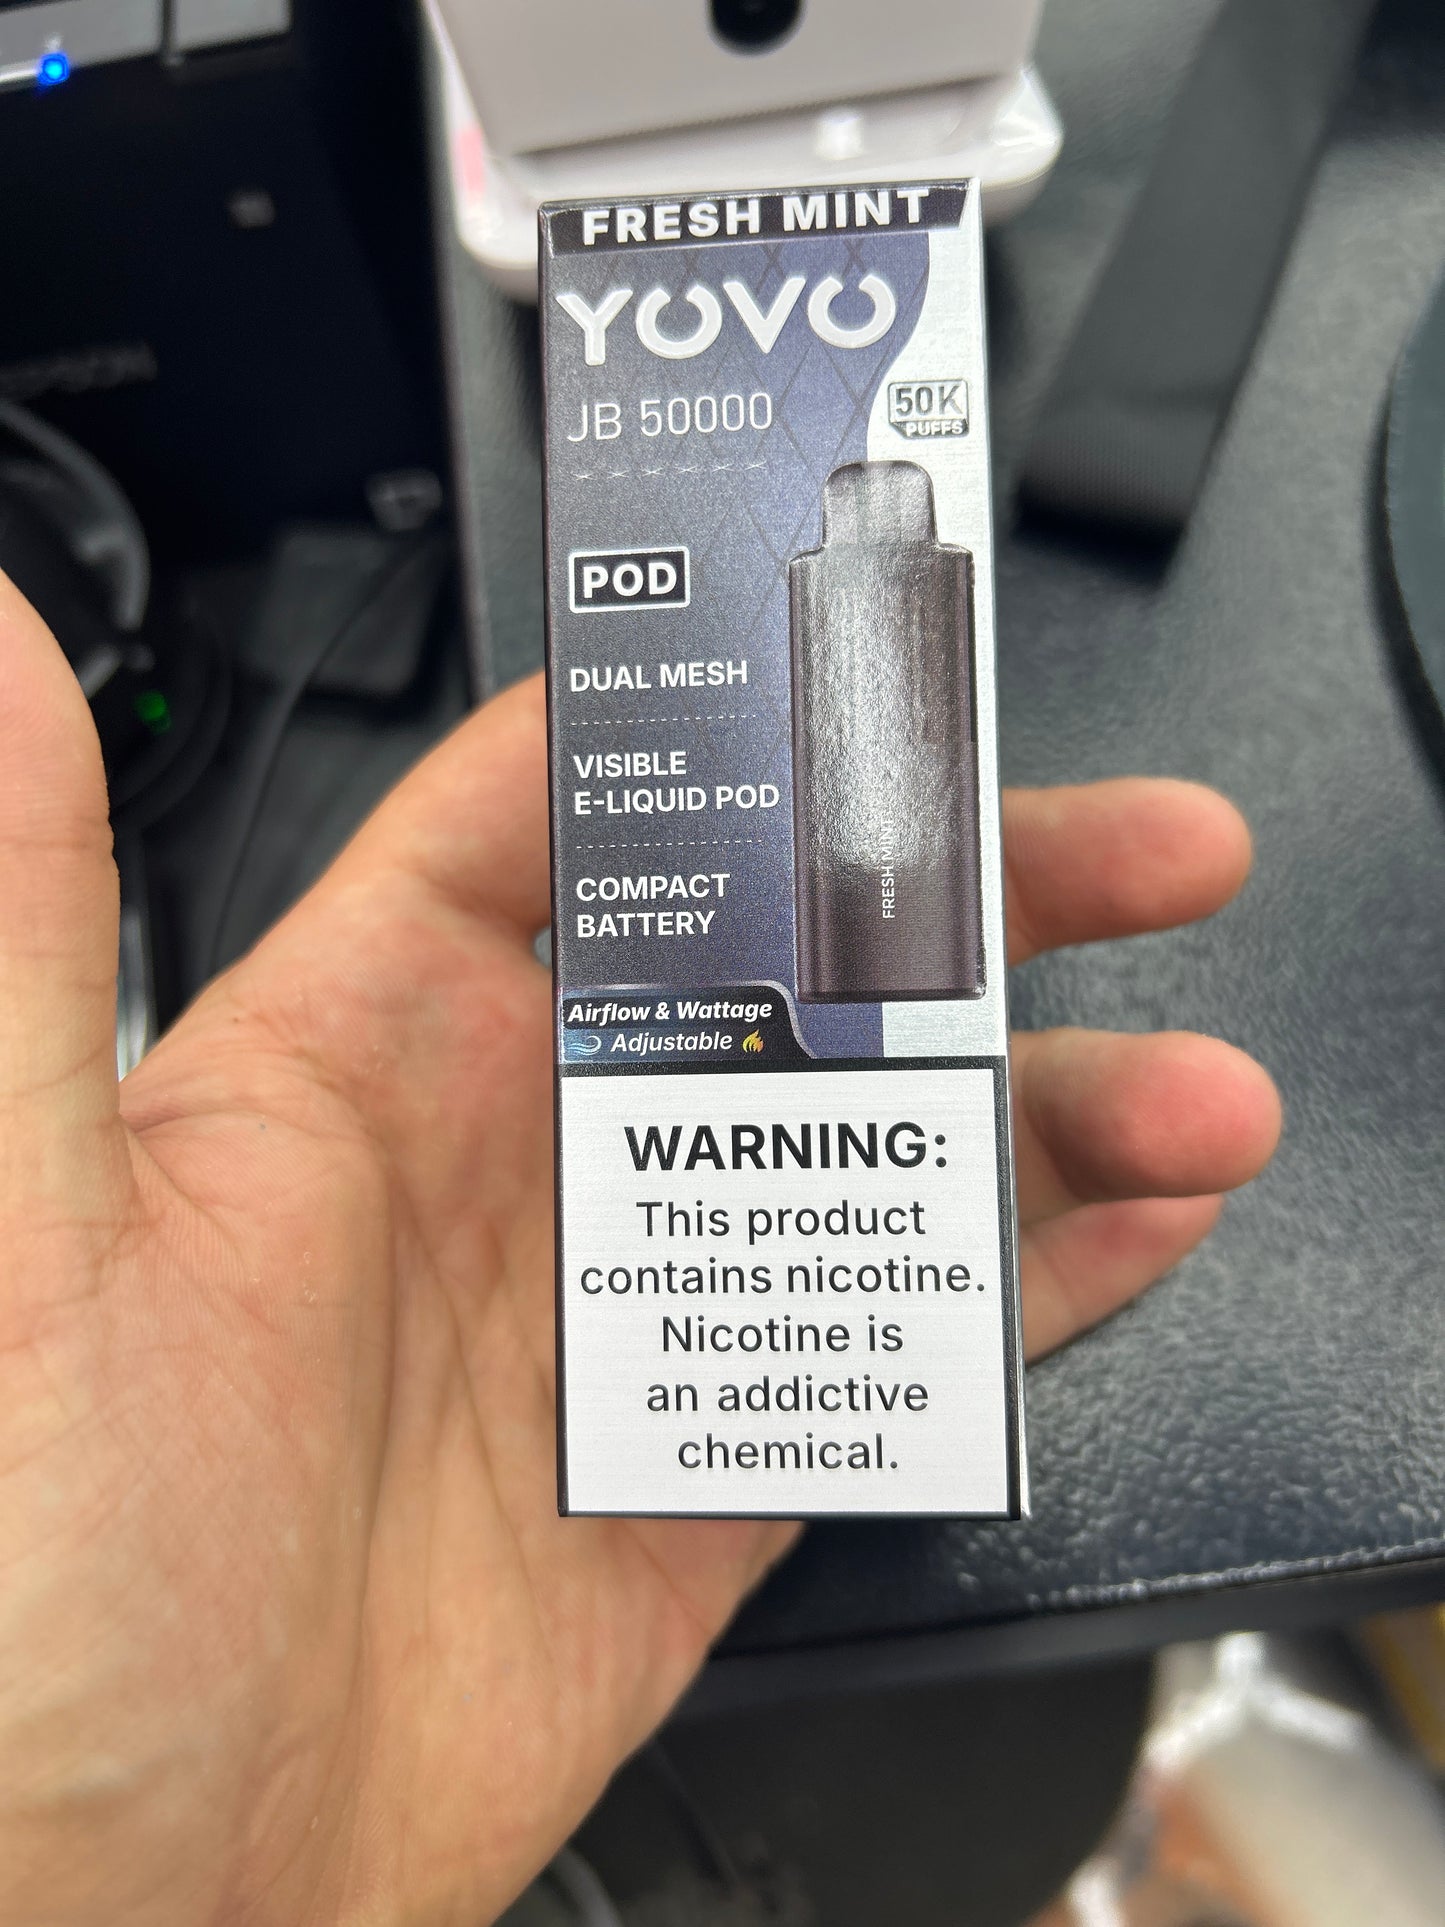 FRESH MINT
YOVO
JB 50000
50K
PUFFS
POD
DUAL MESH
VISIBLE
E-LIQUID POD
COMPACT
BATTERY
FRESH MINT
Airflow & Wattage
Adjustable
WARNING:
This product
contains nicotine.
Nicotine is
an addictive
chemical.